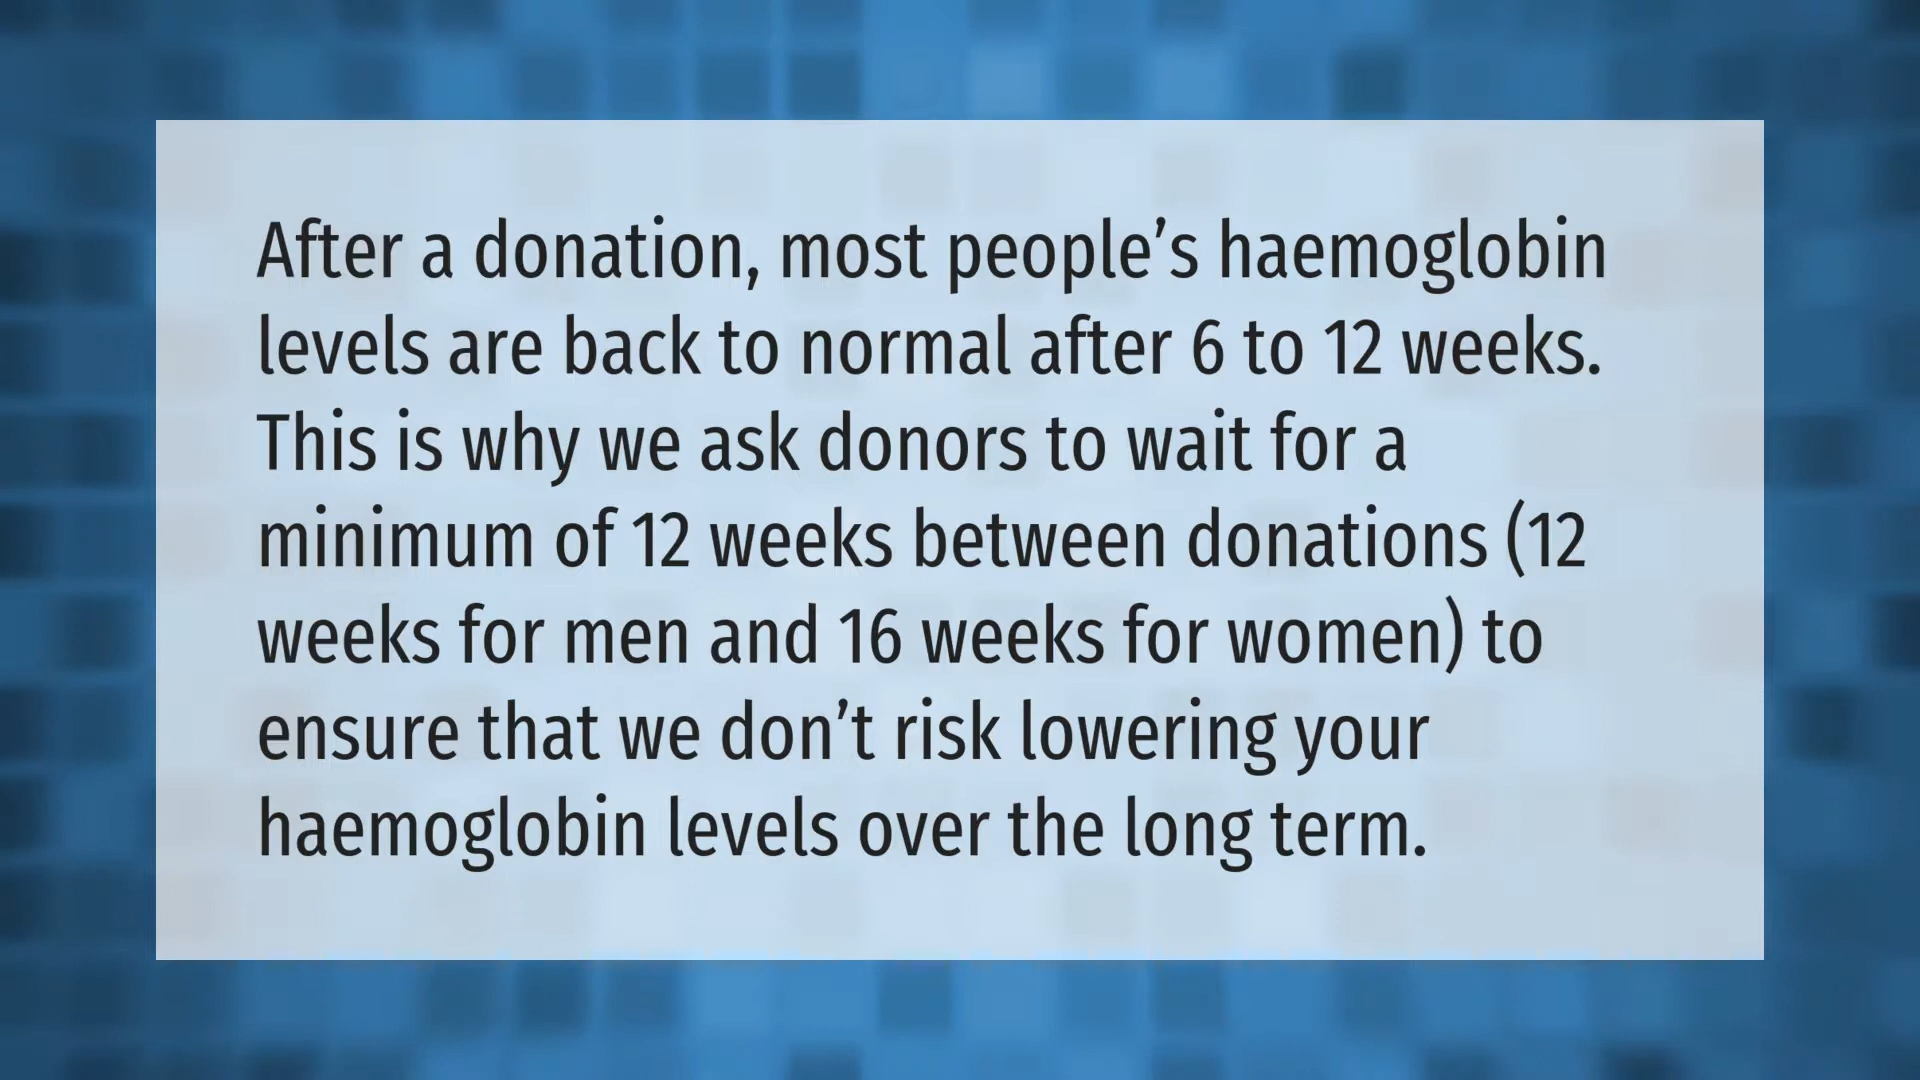 After a donation, most people’s haemoglobin
levels are back to normal after 6 to 12 weeks.
This is why we ask donors to wait for a
minimum of 12 weeks between donations (12
weeks for men and 16 weeks for women) to
ensure that we don’t risk lowering your
haemoglobin levels over the long term.